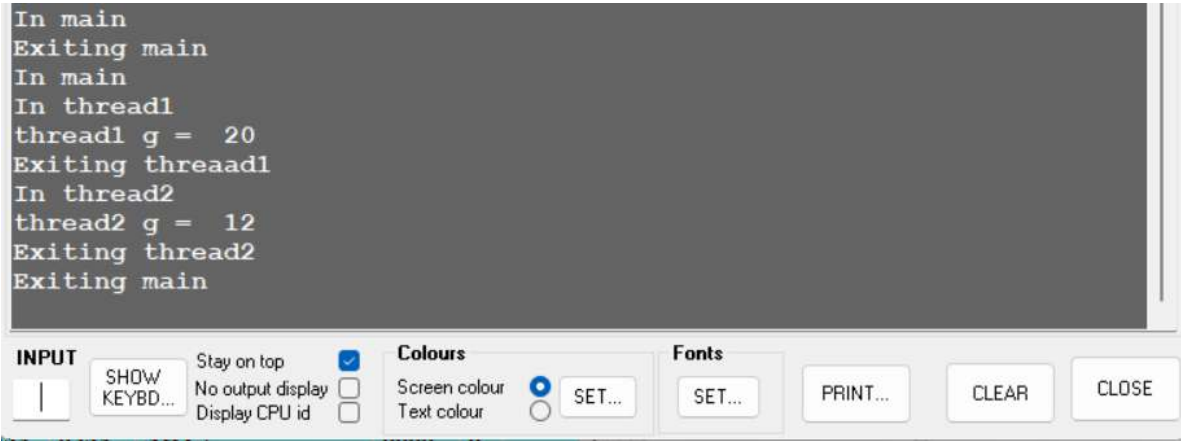 In main
Exiting main
In main
In thread1
thread1 g =  20
Exiting threaad1
In thread2
thread2 g =  12
Exiting thread2
Exiting main
INPUT
SHOW
KEYBD...
Stay on top
No output display
Display CPU id
Colours
Screen colour
Text colour
SET...
Fonts
SET...
PRINT...
CLEAR
CLOSE